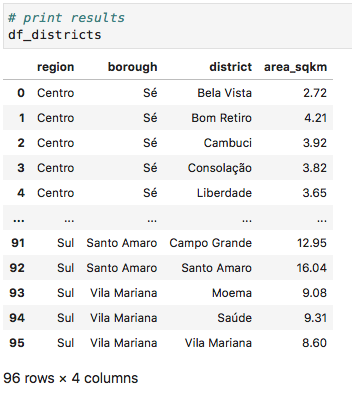 # print results
df_districts
region borough district area_sqkm
0 Centro Sé Bela Vista 2.72
1 Centro Sé Bom Retiro 4.21
2 Centro Sé Cambuci 3.92
3 Centro Sé Consolação 3.82
4 Centro Sé Liberdade 3.65
... ... ... ... ...
91 Sul Santo Amaro Campo Grande 12.95
92 Sul Santo Amaro Santo Amaro 16.04
93 Sul Vila Mariana Moema 9.08
94 Sul Vila Mariana Saúde 9.31
95 Sul Vila Mariana Vila Mariana 8.60
96 rows × 4 columns